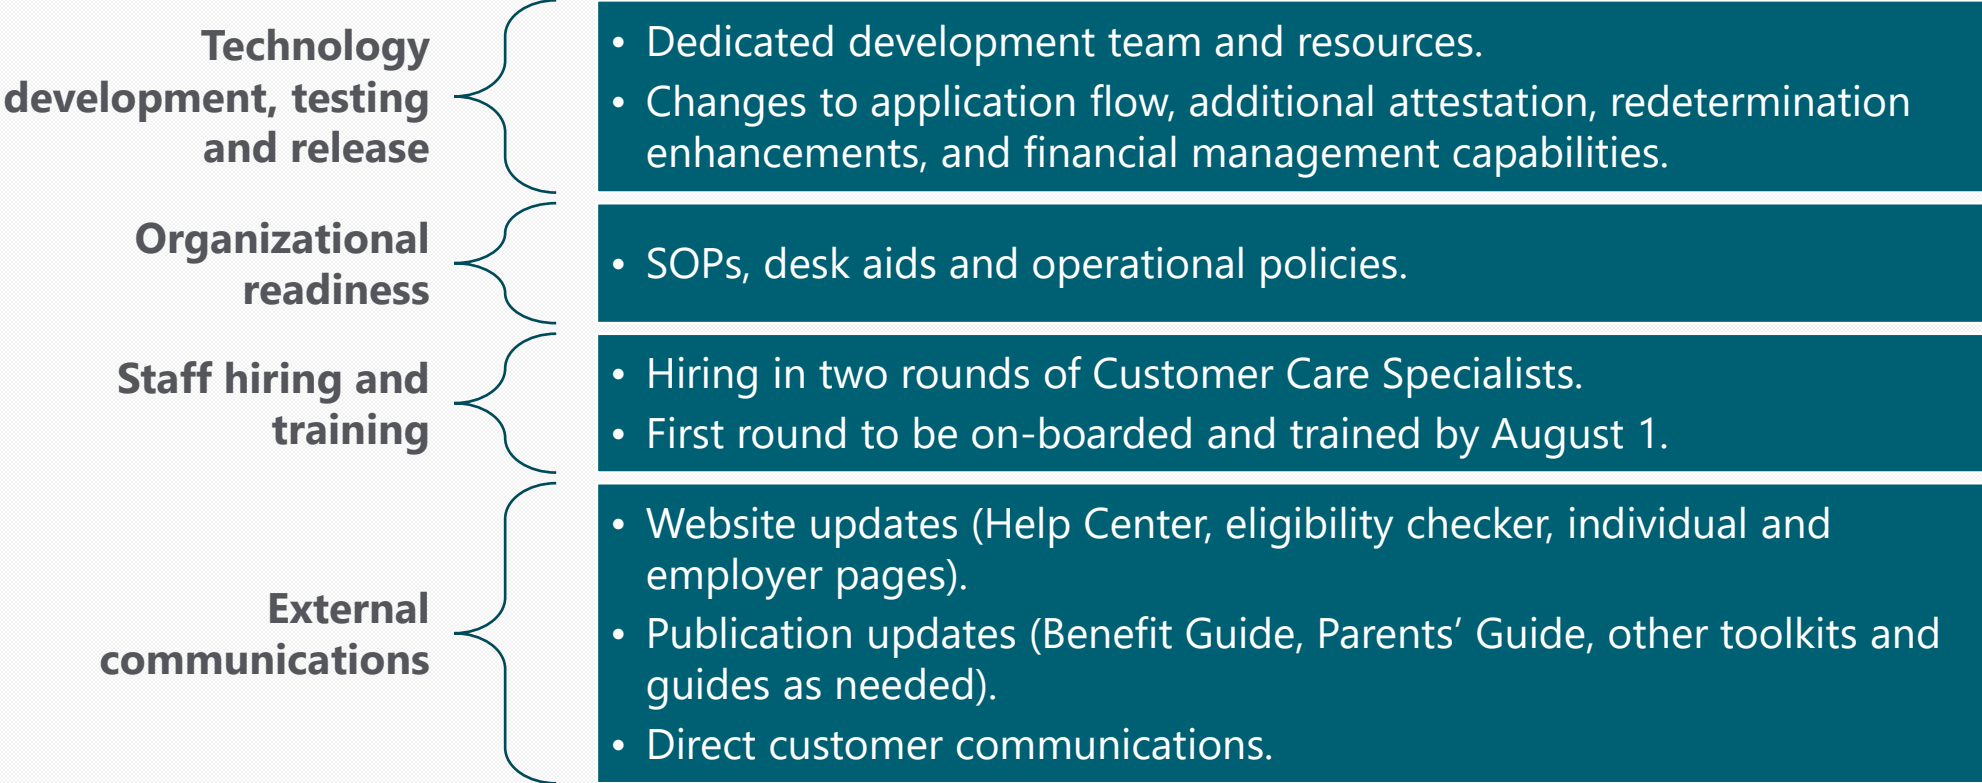 Technology
development, testing
and release
• Dedicated development team and resources.
• Changes to application flow, additional attestation, redetermination
enhancements, and financial management capabilities.
Organizational
readiness
• SOPs, desk aids and operational policies.
Staff hiring and
training
• Hiring in two rounds of Customer Care Specialists.
• First round to be on-boarded and trained by August 1.
External
communications
• Website updates (Help Center, eligibility checker, individual and
employer pages).
• Publication updates (Benefit Guide, Parents’ Guide, other toolkits and
guides as needed).
• Direct customer communications.